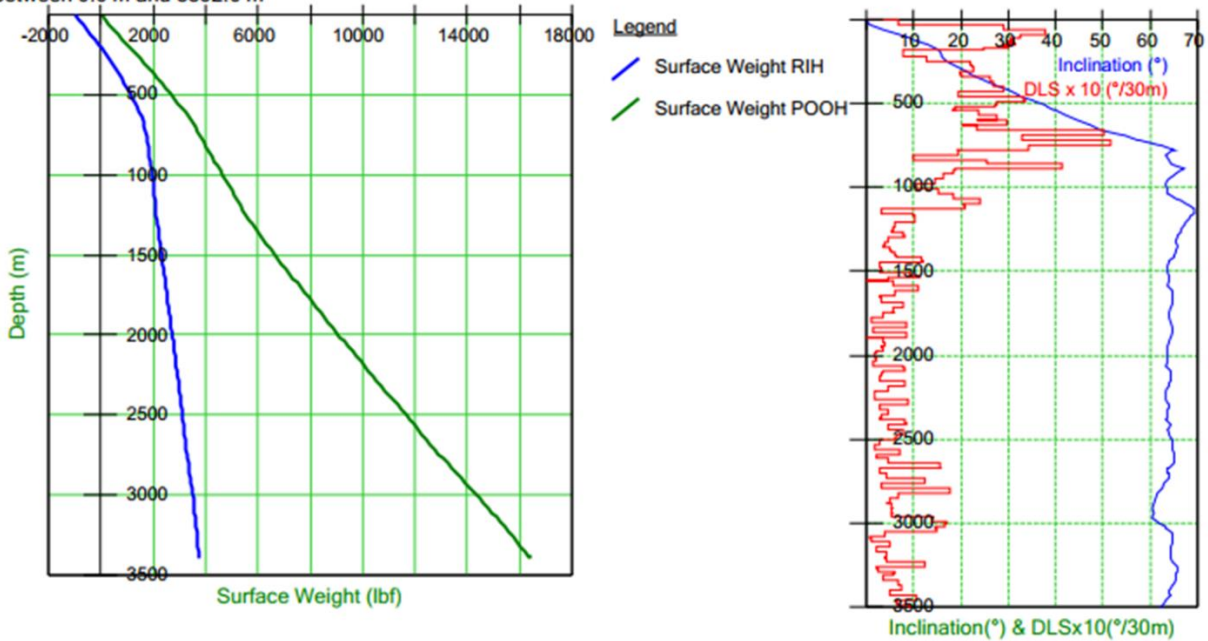 -2000 2000 6000 10000 14000 18000
500
1000
1500
2000
2500
3000
3500
Depth (m)
Surface Weight (lbf)
Legend
Surface Weight RIH
Surface Weight POOH
10 20 30 40 50 60 70
Inclination (°)
DLS x 10 (°/30m)
500
1000
1500
2000
2500
3000
3500
Inclination(°) & DLSx10(°/30m)